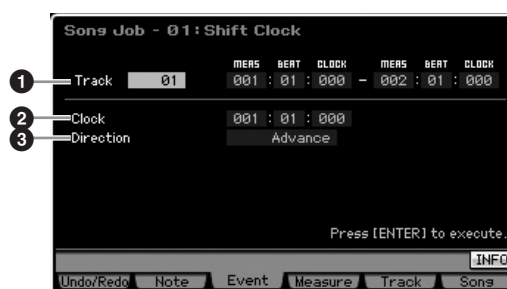 Song Job - 01:Shift Clock
MEAS BEAT CLOCK MEAS BEAT CLOCK
1 Track 01 001 : 01 : 000 - 002 : 01 : 000
2 Clock 001 : 01 : 000
3 Direction Advance
Press [ENTER] to execute.
INFO
Undo/Redo Note Event Measure Track Song